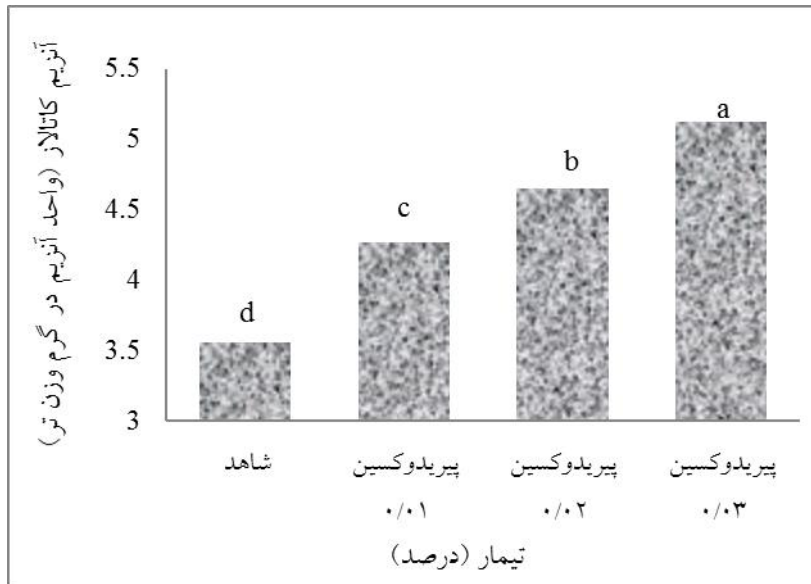 آنزیم کاتالاز (واحد آنزیم در گرم وزن تر)
5.5
5
4.5
4
3.5
3
d
c
b
a
شاهد
پیریدوکسین
۰/۰۱
پیریدوکسین
۰/۰۲
پیریدوکسین
۰/۰۳
تیمار (درصد)